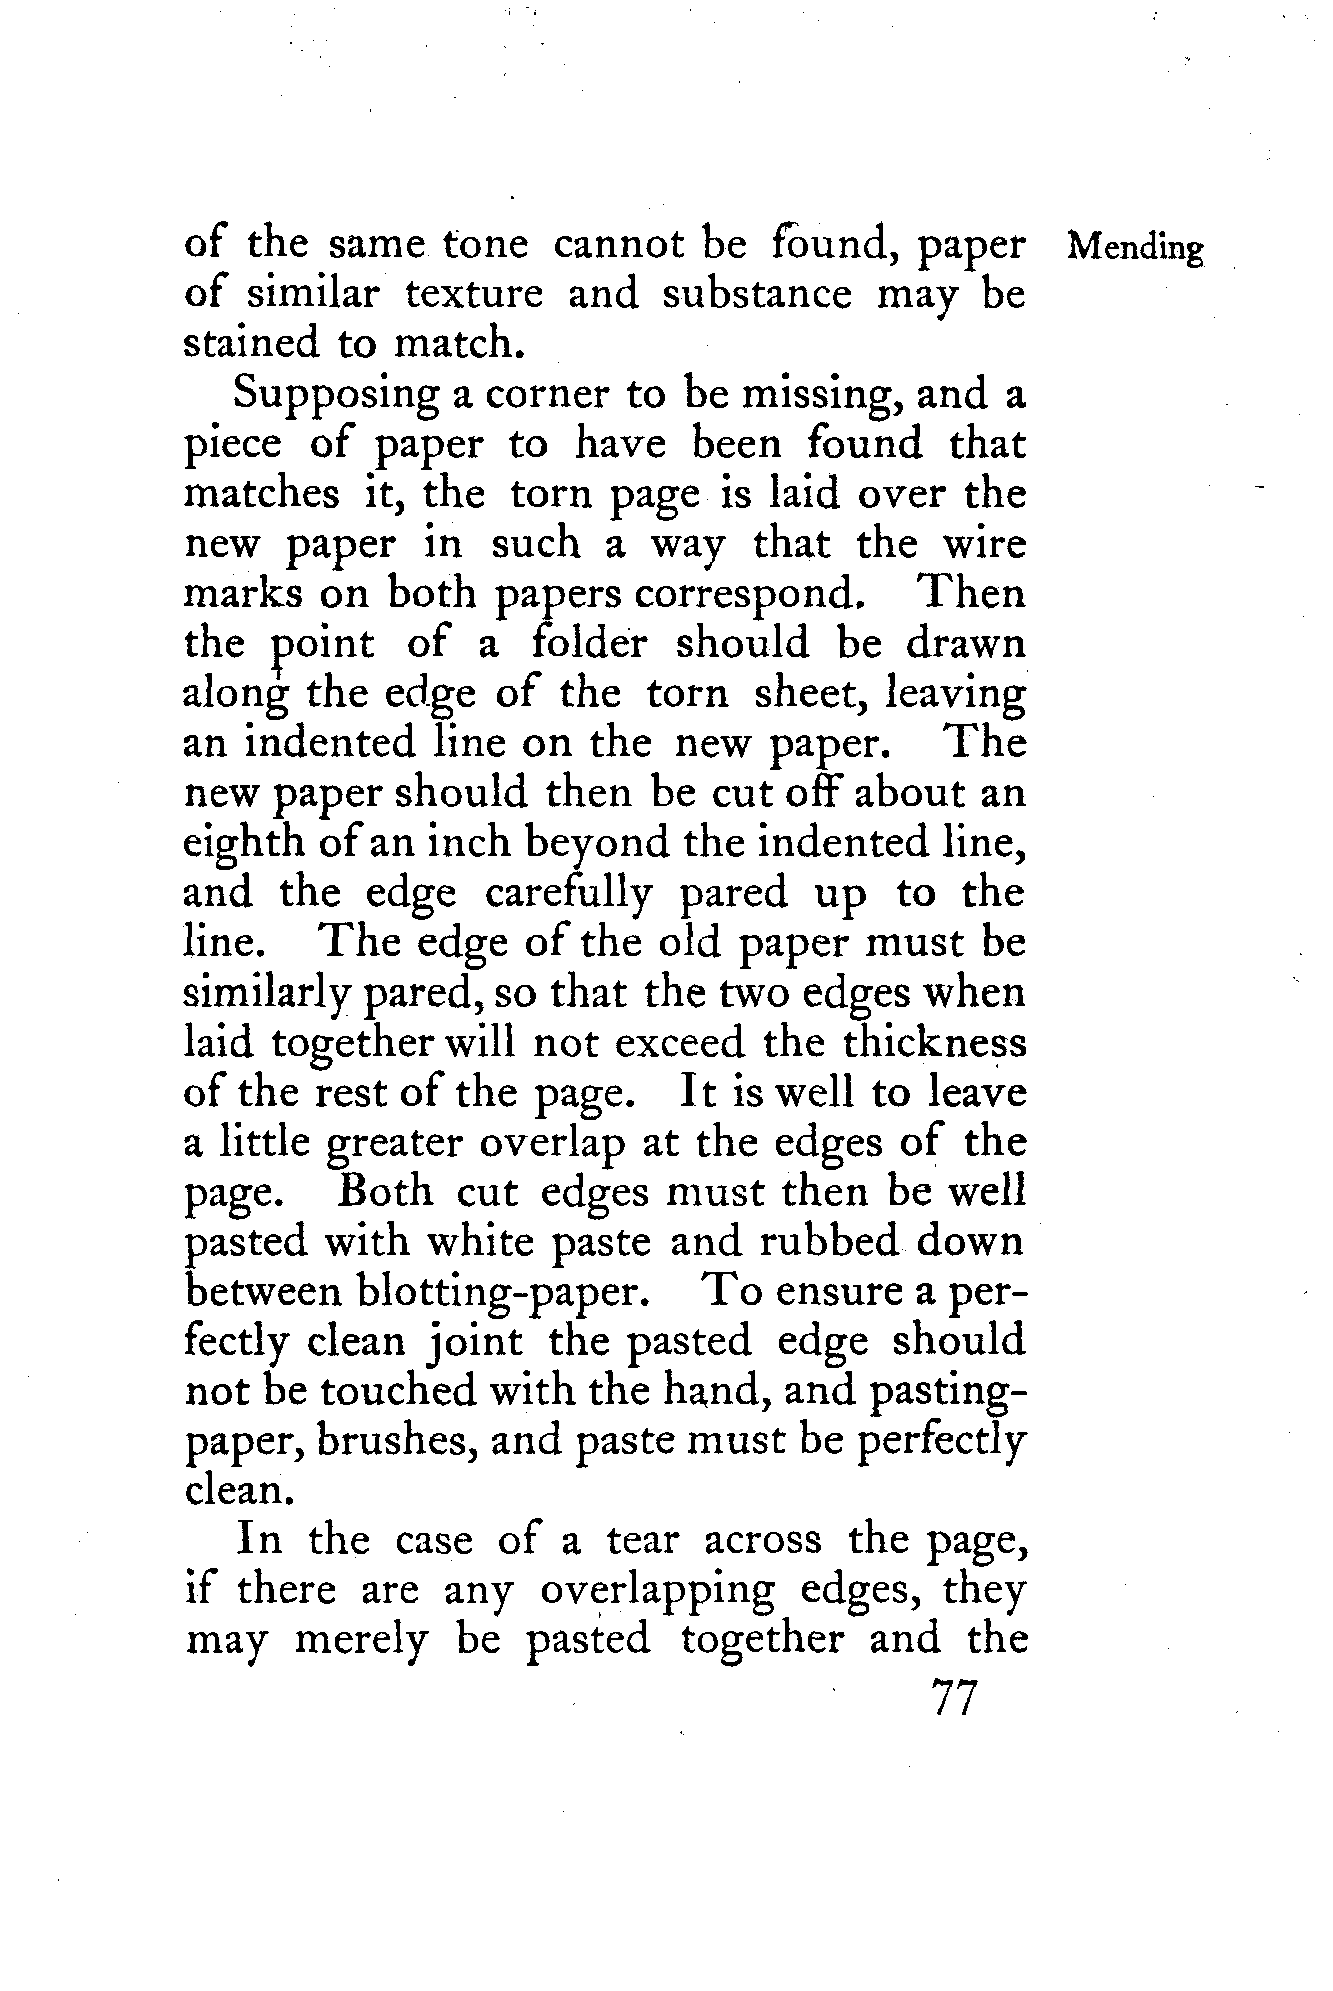 of the same tone cannot be found, paper Mending
of similar texture and substance may be
stained to match.
Supposing a corner to be missing, and a
piece of paper to have been found that
matches it, the torn page is laid over the
new paper in such a way that the wire
marks on both papers correspond. Then
the point of a folder should be drawn
along the edge of the torn sheet, leaving
an indented line on the new paper. The
new paper should then be cut off about an
eighth of an inch beyond the indented line,
and the edge carefully pared up to the
line. The edge of the old paper must be
similarly pared, so that the two edges when
laid together will not exceed the thickness
of the rest of the page. It is well to leave
a little greater overlap at the edges of the
page. Both cut edges must then be well
pasted with white paste and rubbed down
between blotting-paper. To ensure a per-
fectly clean joint the pasted edge should
not be touched with the hand, and pasting-
paper, brushes, and paste must be perfectly
clean.
In the case of a tear across the page,
if there are any overlapping edges, they
may merely be pasted together and the
77